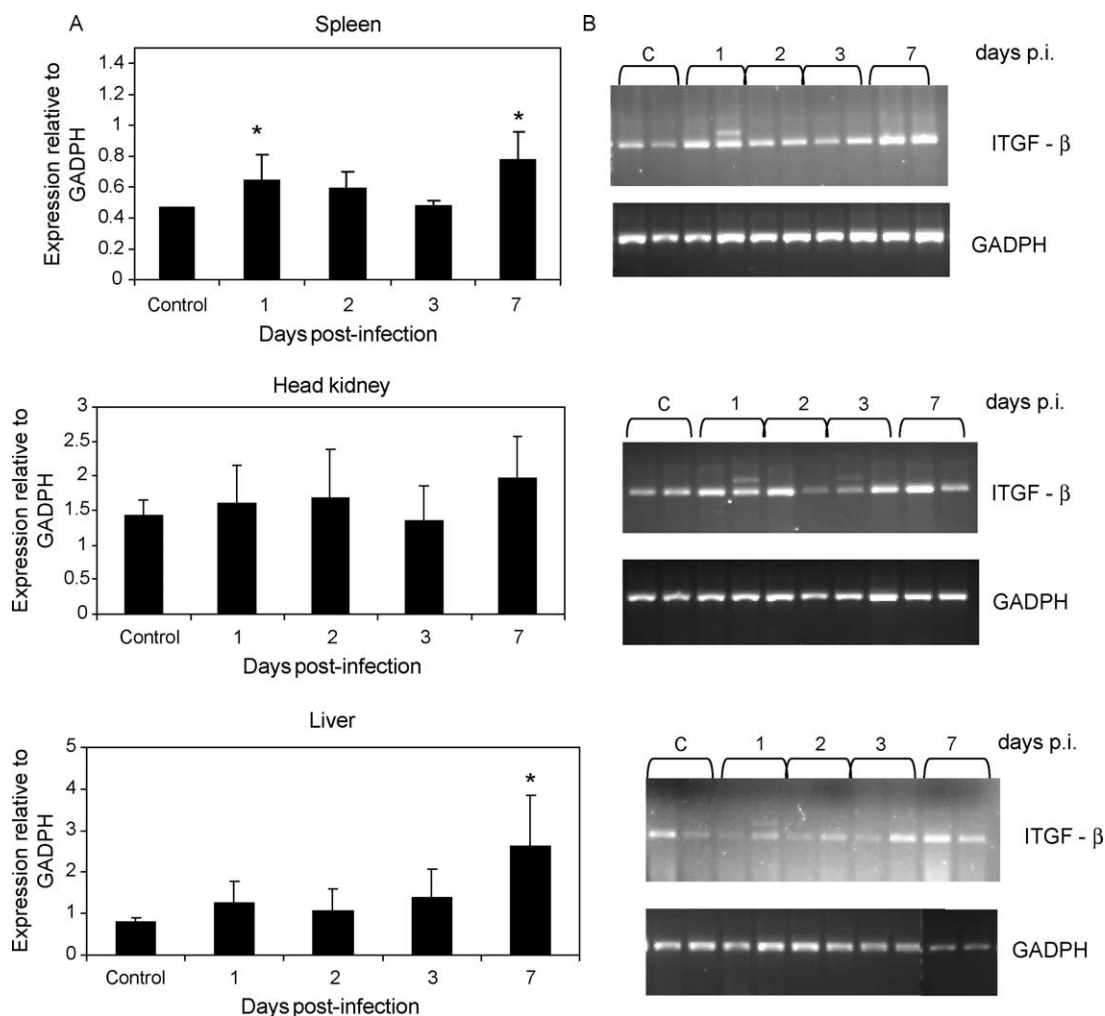 A
Spleen
Expression relative to
GADPH
1.4
1.2
1
0.8
0.6
0.4
0.2
0
*
*
Control 1 2 3 7
Days post-infection
B
C 1 2 3 7 days p.i.
ITGF - β
GADPH
Head kidney
Expression relative to
GADPH
3
2.5
2
1.5
1
0.5
0
Control 1 2 3 7
Days post-infection
C 1 2 3 7 days p.i.
ITGF - β
GADPH
Liver
Expression relative to
GADPH
5
4
3
2
1
0
*
Control 1 2 3 7
Days post-infection
C 1 2 3 7 days p.i.
ITGF - β
GADPH